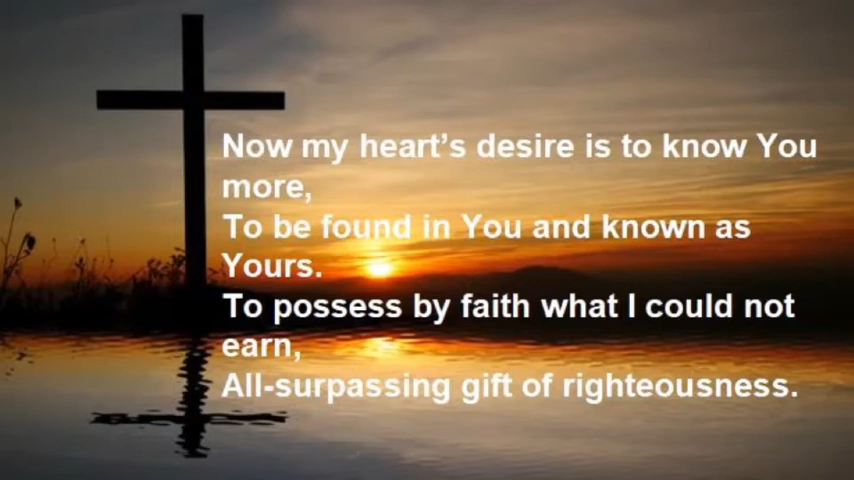 Now my heart’s desire is to know You
more,
To be found in You and known as
Yours.
To possess by faith what I could not
earn,
All-surpassing gift of righteousness.